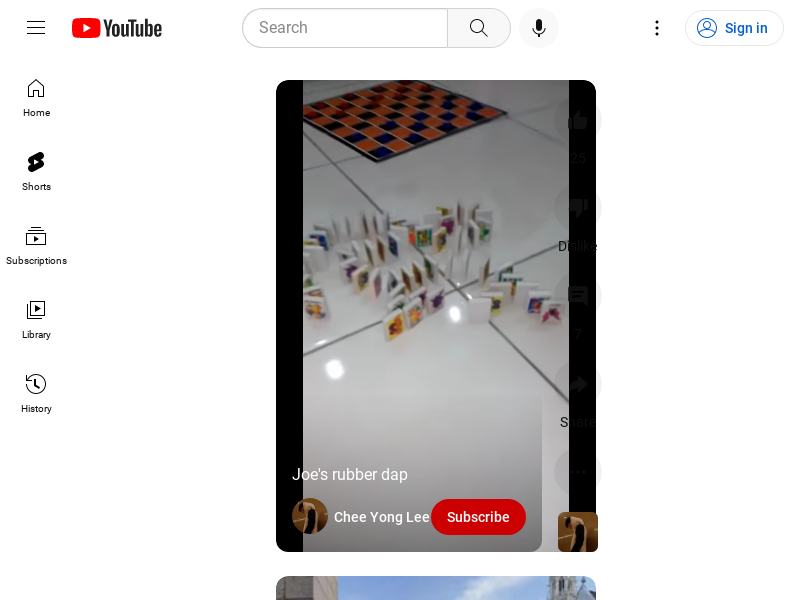 YouTube
Search
Sign in
Home
Shorts
Subscriptions
Library
History
25
Dislike
7
Share
Joe's rubber dap
Chee Yong Lee
Subscribe